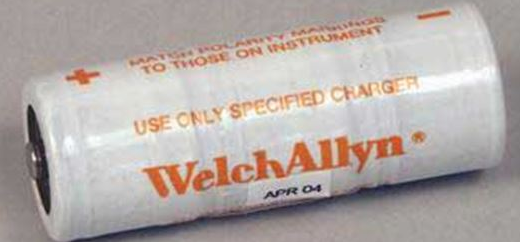 + MATCH POLARITY MARKINGS −
TO THOSE ON INSTRUMENT
USE ONLY SPECIFIED CHARGER
WelchAllyn®
APR 04